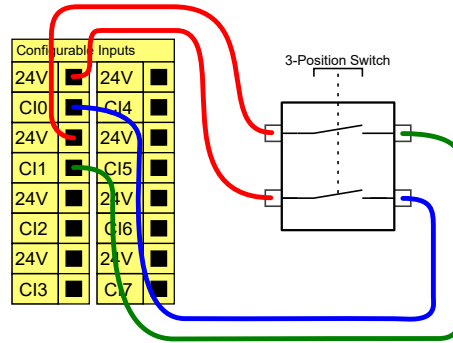 Configurable Inputs
24V 24V
CI0 CI4
24V 24V
CI1 CI5
24V 24V
CI2 CI6
24V 24V
CI3 CI7
3-Position Switch